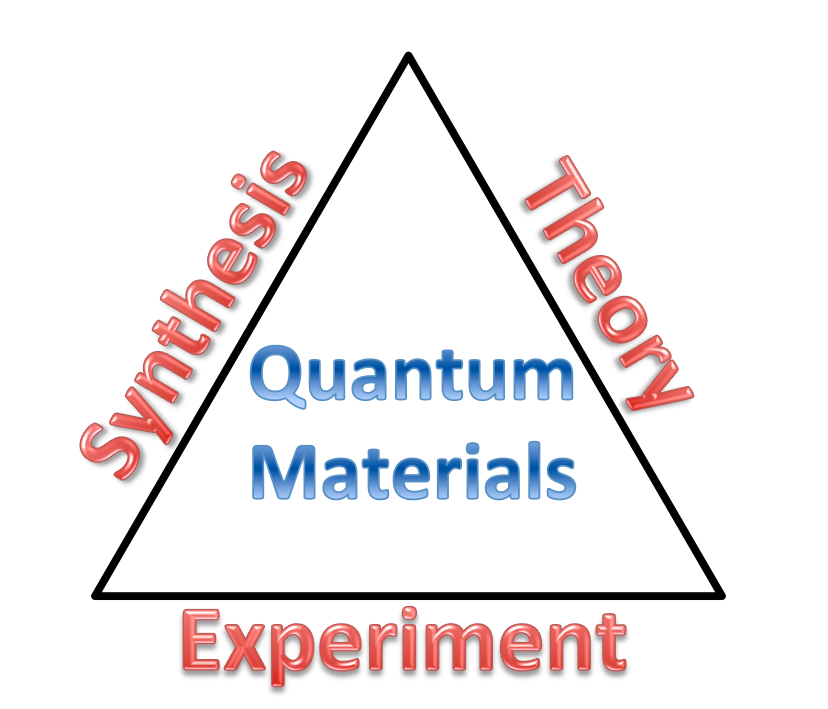 Synthesis
Theory
Quantum
Materials
Experiment